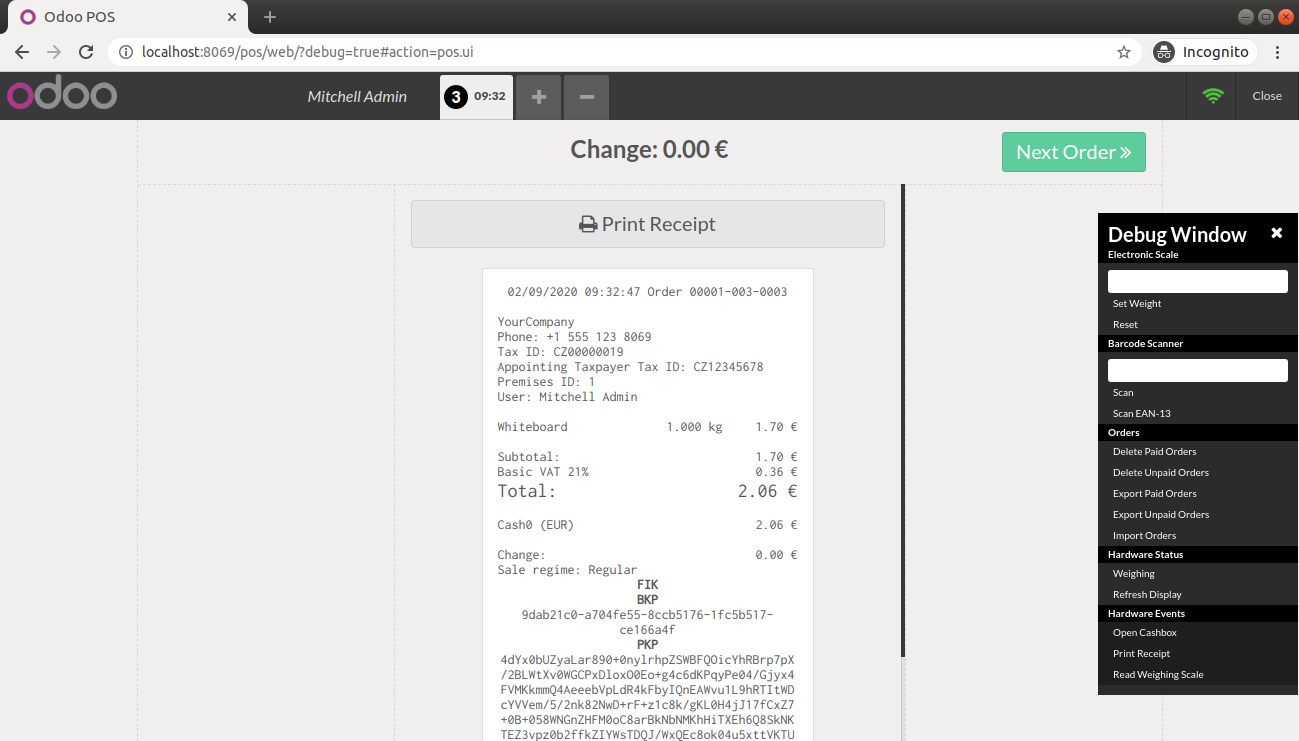 Odoo POS
localhost:8069/pos/web/?debug=true#action=pos.ui
Incognito
odoo
Mitchell Admin
3 09:32
Close
Change: 0.00 €
Next Order
Print Receipt
02/09/2020 09:32:47 Order 00001-003-0003
YourCompany
Phone: +1 555 123 8069
Tax ID: CZ00000019
Appointing Taxpayer Tax ID: CZ12345678
Premises ID: 1
User: Mitchell Admin
Whiteboard 1.000 kg 1.70 €
Subtotal: 1.70 €
Basic VAT 21% 0.36 €
Total: 2.06 €
Cash0 (EUR) 2.06 €
Change: 0.00 €
Sale regime: Regular
FIK
BKP
9dab21c0-a704fe55-8ccb5176-1fc5b517-
ce166a4f
PKP
4dYx0bUZyaLar890+0nylrhpZSWBFQOicYhRBrp7pX
/2BLWtXv0WGCPxDloxO0Eo+g4c6dKPqyPe04/Gjyx4
FVMKkmmQ4AeeebVpLdR4kFbyIQnEAWvu1L9hRTItWD
cYVVem/5/2nk82NwD+rF+z1c8k/gKL0H4jJ17fCxZ7
+0B+058WNGnZHFM0oC8arBkNbNMKhHiTXEh6Q8SkNK
TEZ3vpz0b2ffkZIYWsTDQJ/WxQEc8ok04u5xttVKTU
Debug Window
Electronic Scale
Set Weight
Reset
Barcode Scanner
Scan
Scan EAN-13
Orders
Delete Paid Orders
Delete Unpaid Orders
Export Paid Orders
Export Unpaid Orders
Import Orders
Hardware Status
Weighing
Refresh Display
Hardware Events
Open Cashbox
Print Receipt
Read Weighing Scale